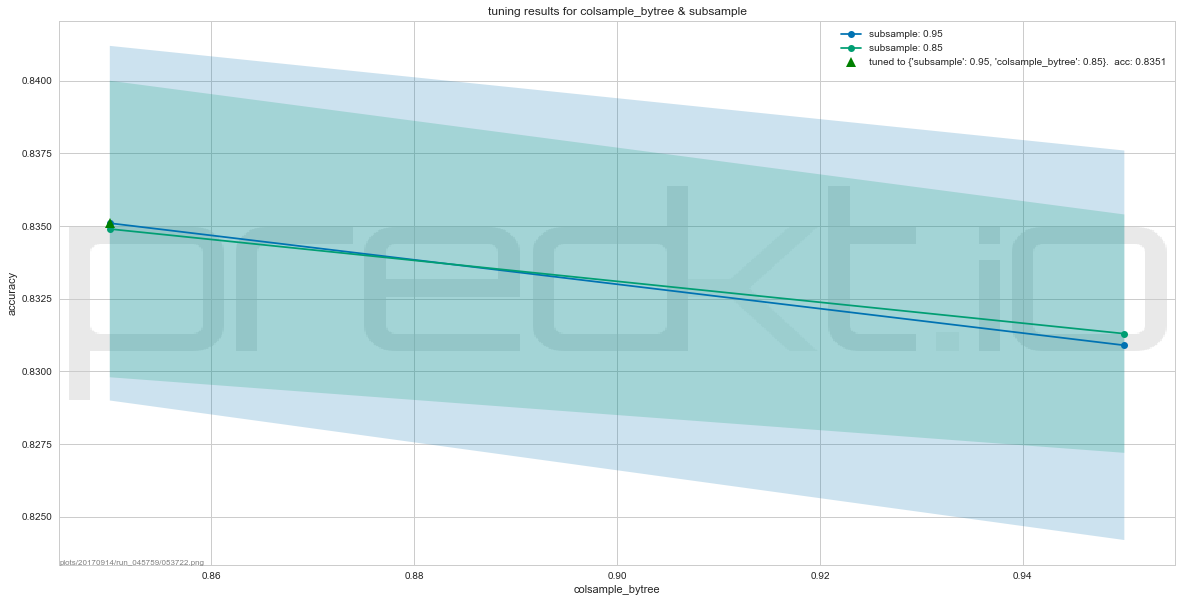 tuning results for colsample_bytree & subsample
subsample: 0.95
subsample: 0.85
tuned to {'subsample': 0.95, 'colsample_bytree': 0.85}.  acc: 0.8351
0.8400
0.8375
0.8350
0.8325
0.8300
0.8275
0.8250
accuracy
predkt.io
plots/20170914/run_045759/053722.png
0.86 0.88 0.90 0.92 0.94
colsample_bytree